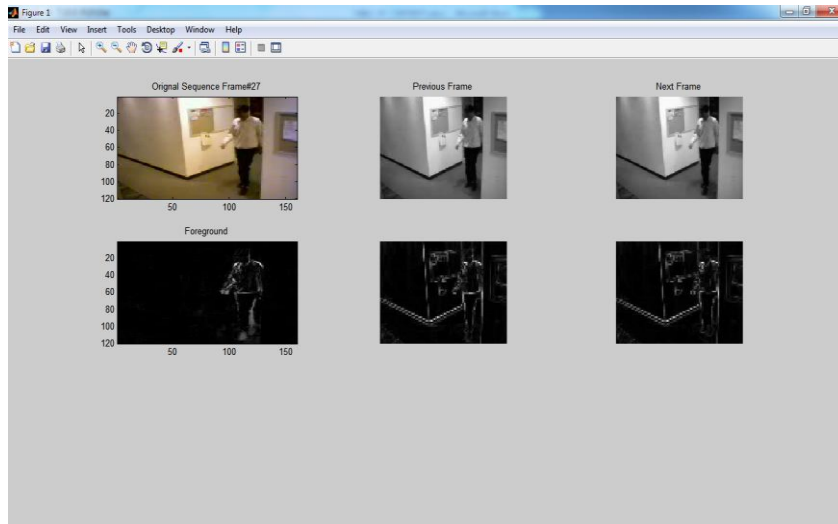 Figure 1
File Edit View Insert Tools Desktop Window Help
Orignal Sequence Frame#27
Previous Frame
Next Frame
20
40
60
80
100
120
50 100 150
Foreground
20
40
60
80
100
120
50 100 150